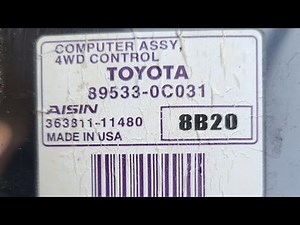 COMPUTER ASSY,
4WD CONTROL
TOYOTA
89533-0C031
AISIN
363811-11480
8B20
MADE IN USA